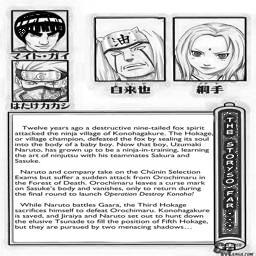 油
自来也
綱手
はたけカカシ
THE STORY SO FAR...
Twelve years ago a destructive nine-tailed fox spirit
attacked the ninja village of Konohagakure. The Hokage,
or village champion, defeated the fox by sealing its soul
into the body of a baby boy. Now that boy, Uzumaki
Naruto, has grown up to be a ninja-in-training, learning
the art of ninjutsu with his teammates Sakura and
Sasuke.
Naruto and company take on the Chûnin Selection
Exams but suffer a sudden attack from Orochimaru in
the Forest of Death. Orochimaru leaves a curse mark
on Sasuke's body and vanishes, only to return during
the final round to launch Operation Destroy Konoha!
While Naruto battles Gaara, the Third Hokage
sacrifices himself to defeat Orochimaru. Konohagakure
is saved, and Jiraiya and Naruto set out to hunt down
the elusive Tsunade to fill the position of Fifth Hokage,
but they are pursued by two menacing shadows...